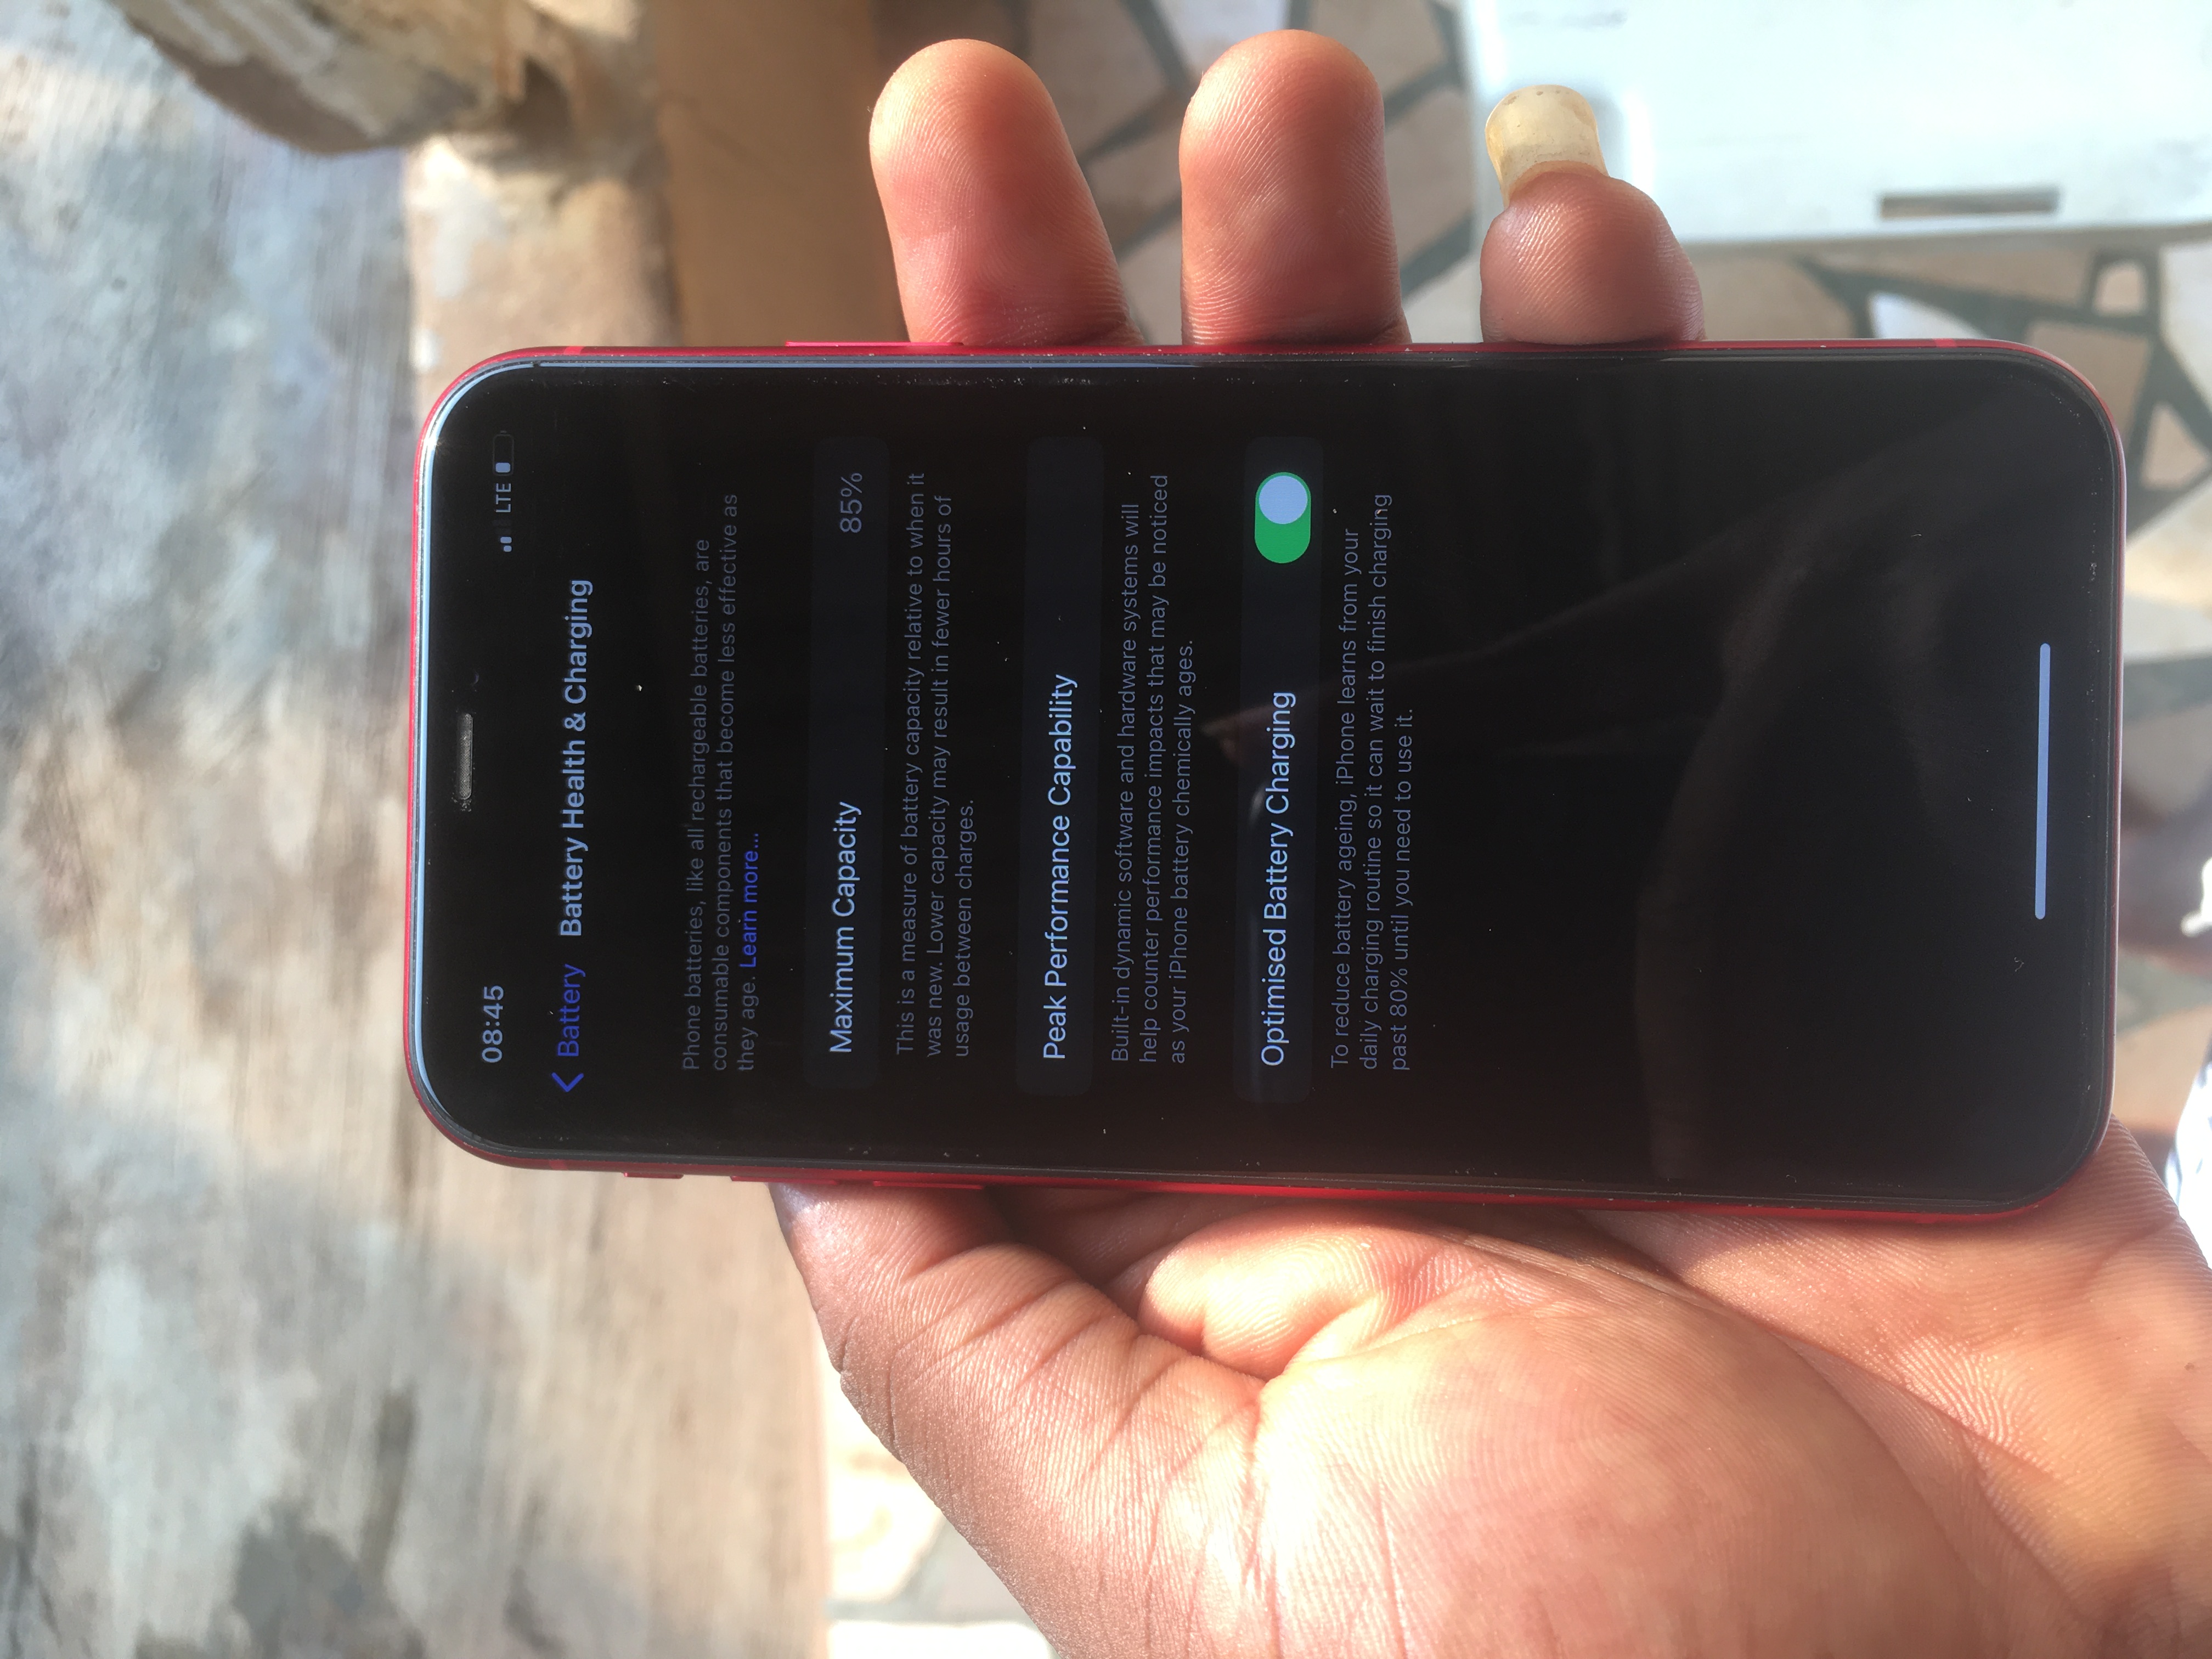 08:45
LTE
Battery Battery Health & Charging
Phone batteries, like all rechargeable batteries, are
consumable components that become less effective as
they age. Learn more...
Maximum Capacity 85%
This is a measure of battery capacity relative to when it
was new. Lower capacity may result in fewer hours of
usage between charges.
Peak Performance Capability
Built-in dynamic software and hardware systems will
help counter performance impacts that may be noticed
as your iPhone battery chemically ages.
Optimised Battery Charging
To reduce battery ageing, iPhone learns from your
daily charging routine so it can wait to finish charging
past 80% until you need to use it.